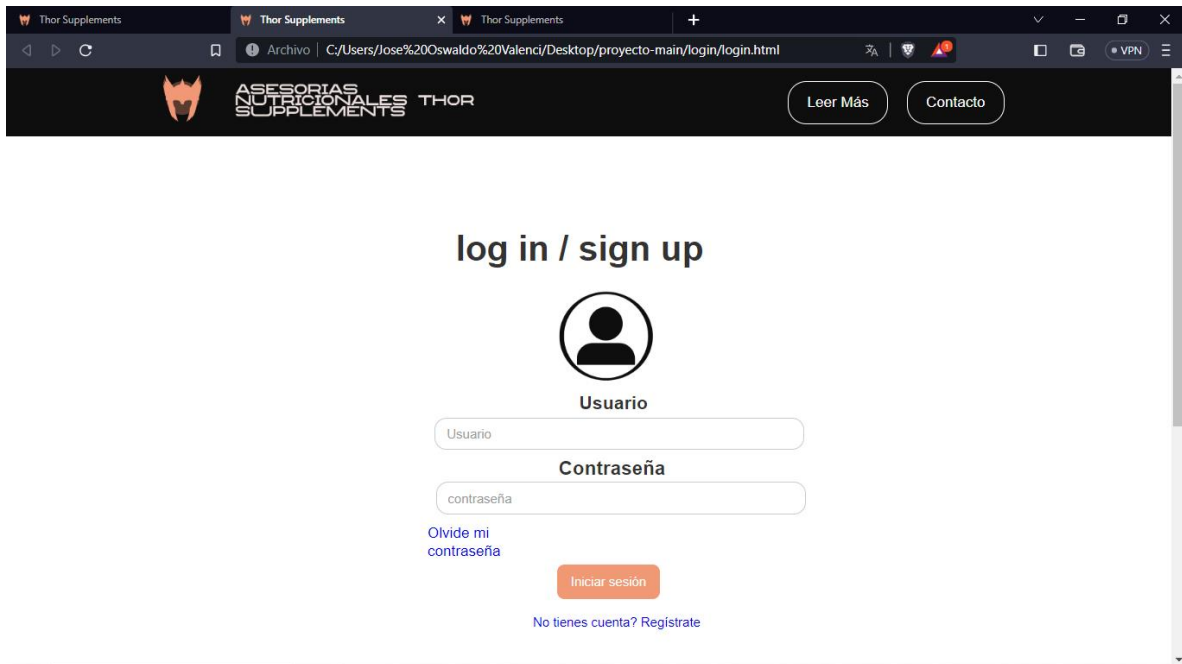 Thor Supplements
Thor Supplements
Thor Supplements
Archivo | C:/Users/Jose%20Oswaldo%20Valenci/Desktop/proyecto-main/login/login.html
VPN
ASESORIAS
NUTRICIONALES THOR
SUPPLEMENTS
Leer Más
Contacto
log in / sign up
Usuario
Usuario
Contraseña
contraseña
Olvide mi
contraseña
Iniciar sesión
No tienes cuenta? Regístrate